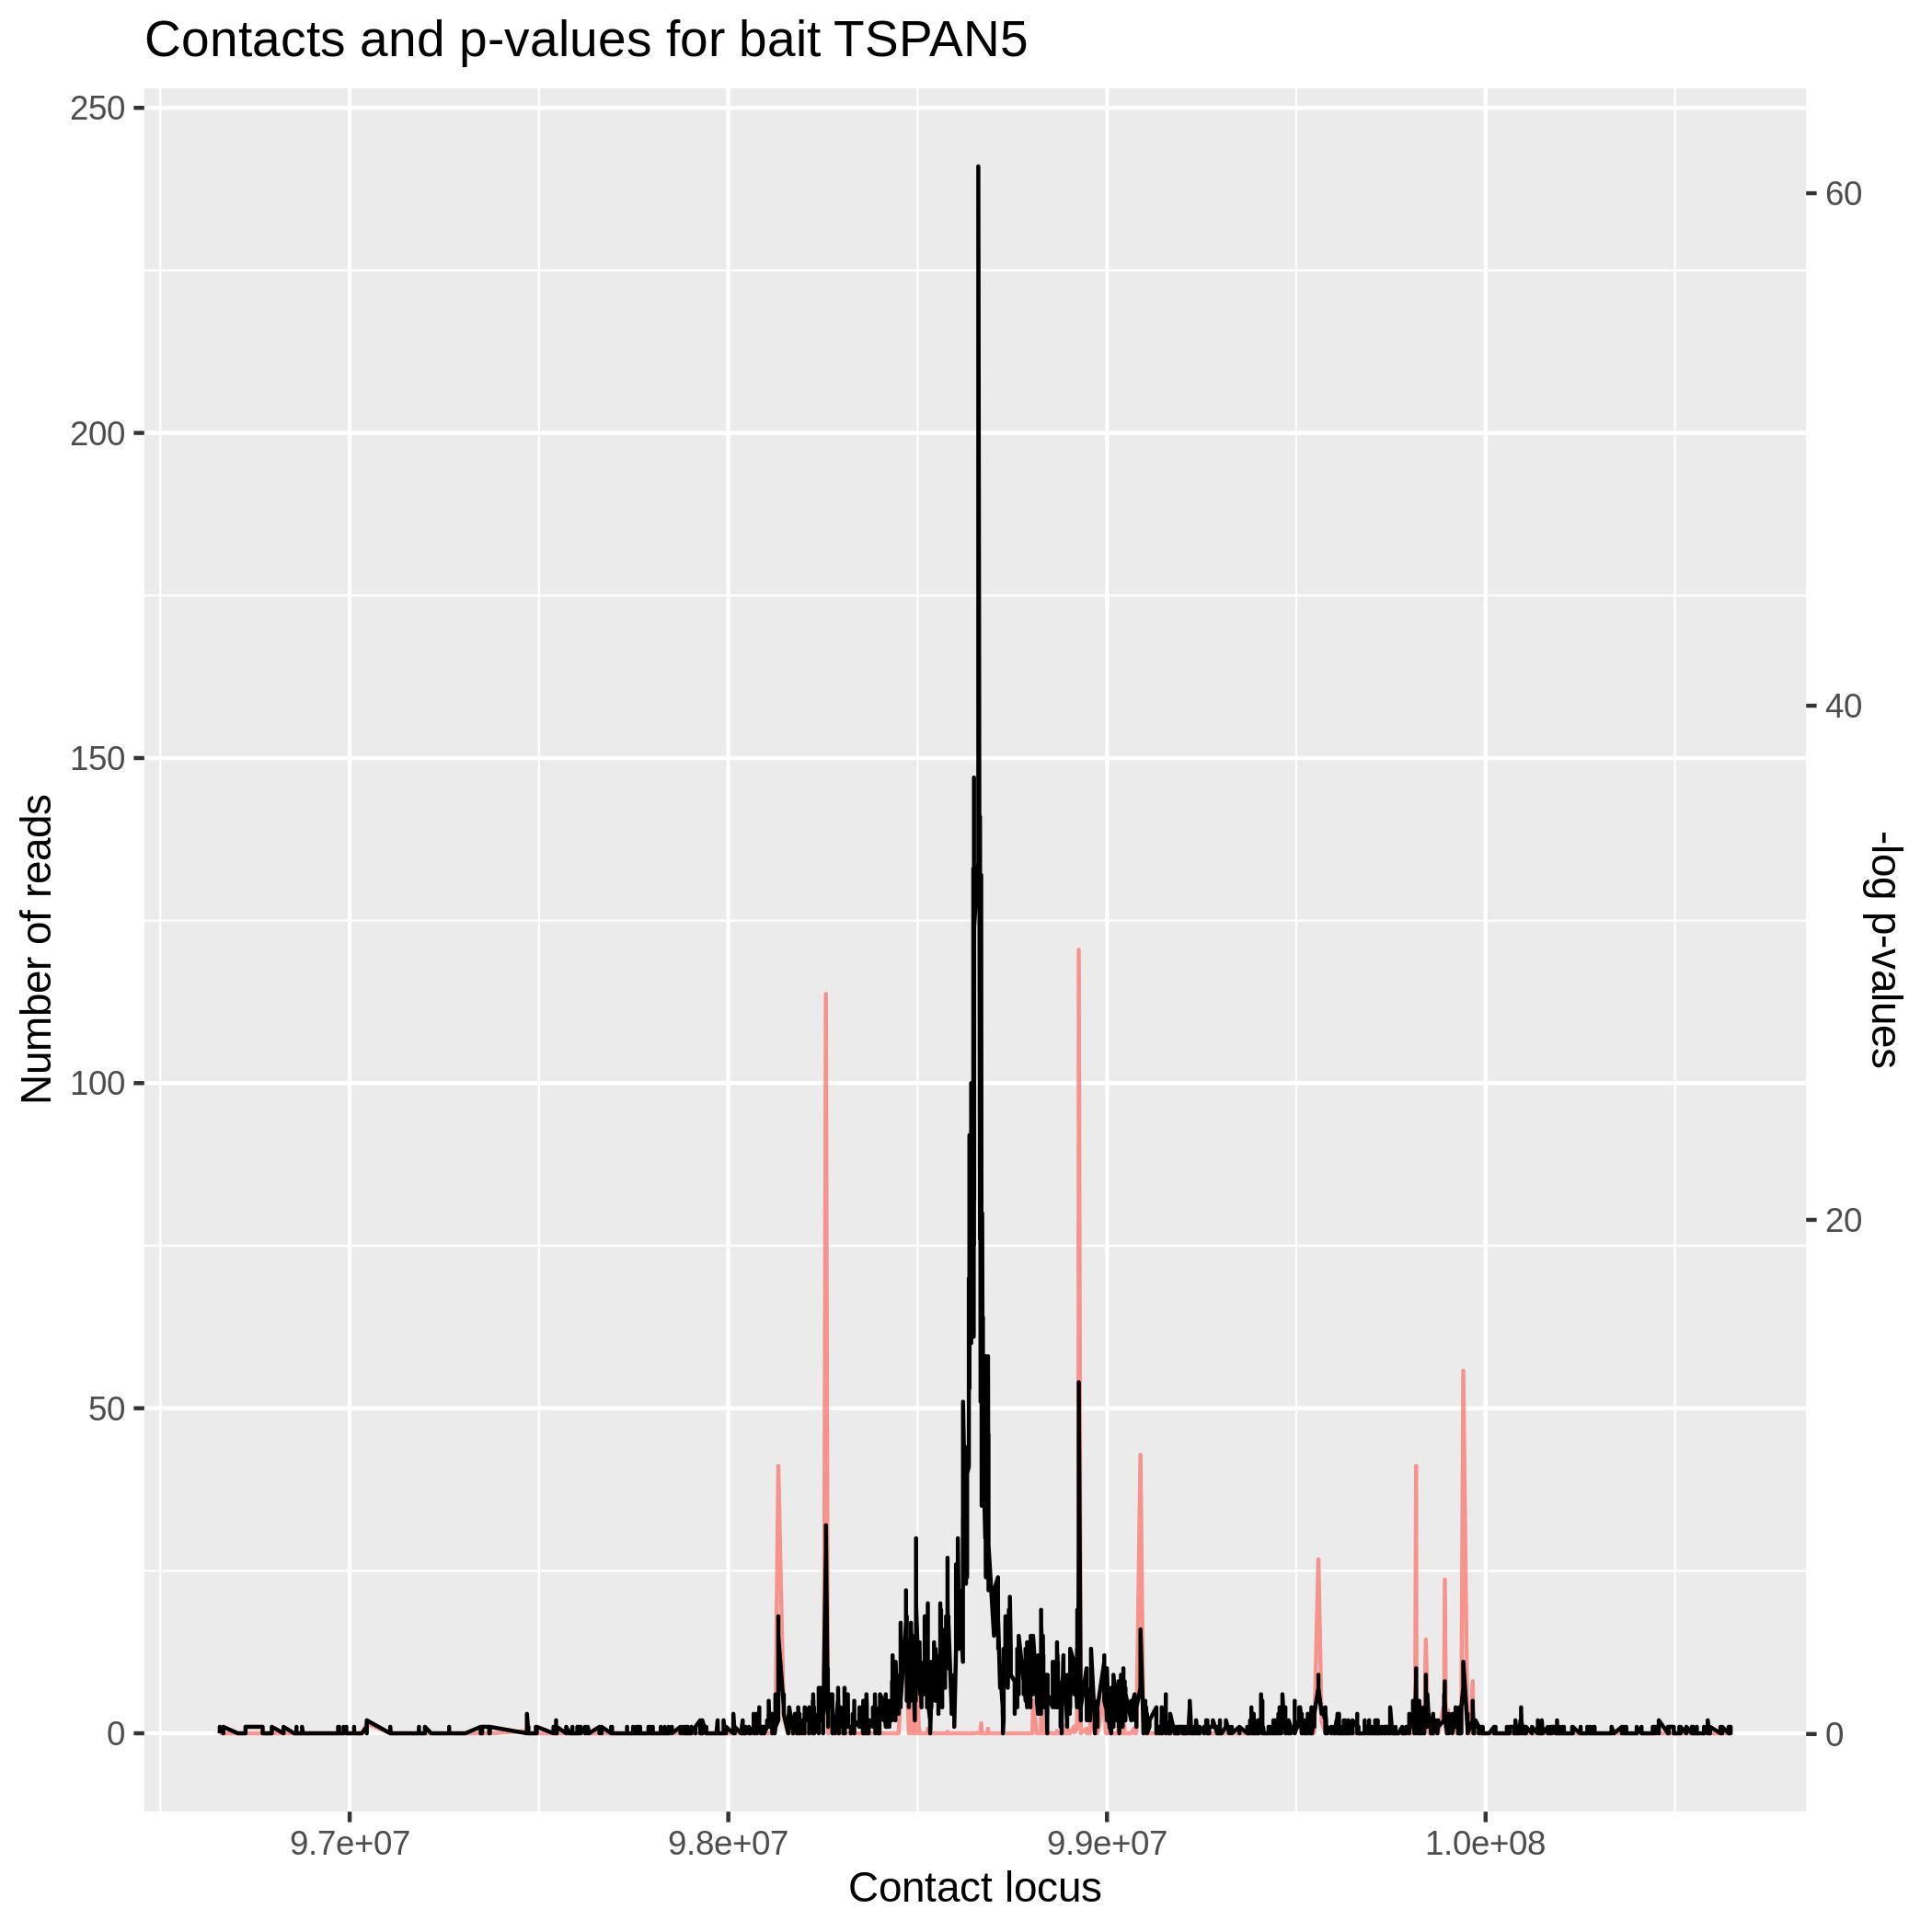 Contacts and p-values for bait TSPAN5
250
200
150
100
50
0
Number of reads
60
40
20
0
-log p-values
9.7e+07
9.8e+07
9.9e+07
1.0e+08
Contact locus